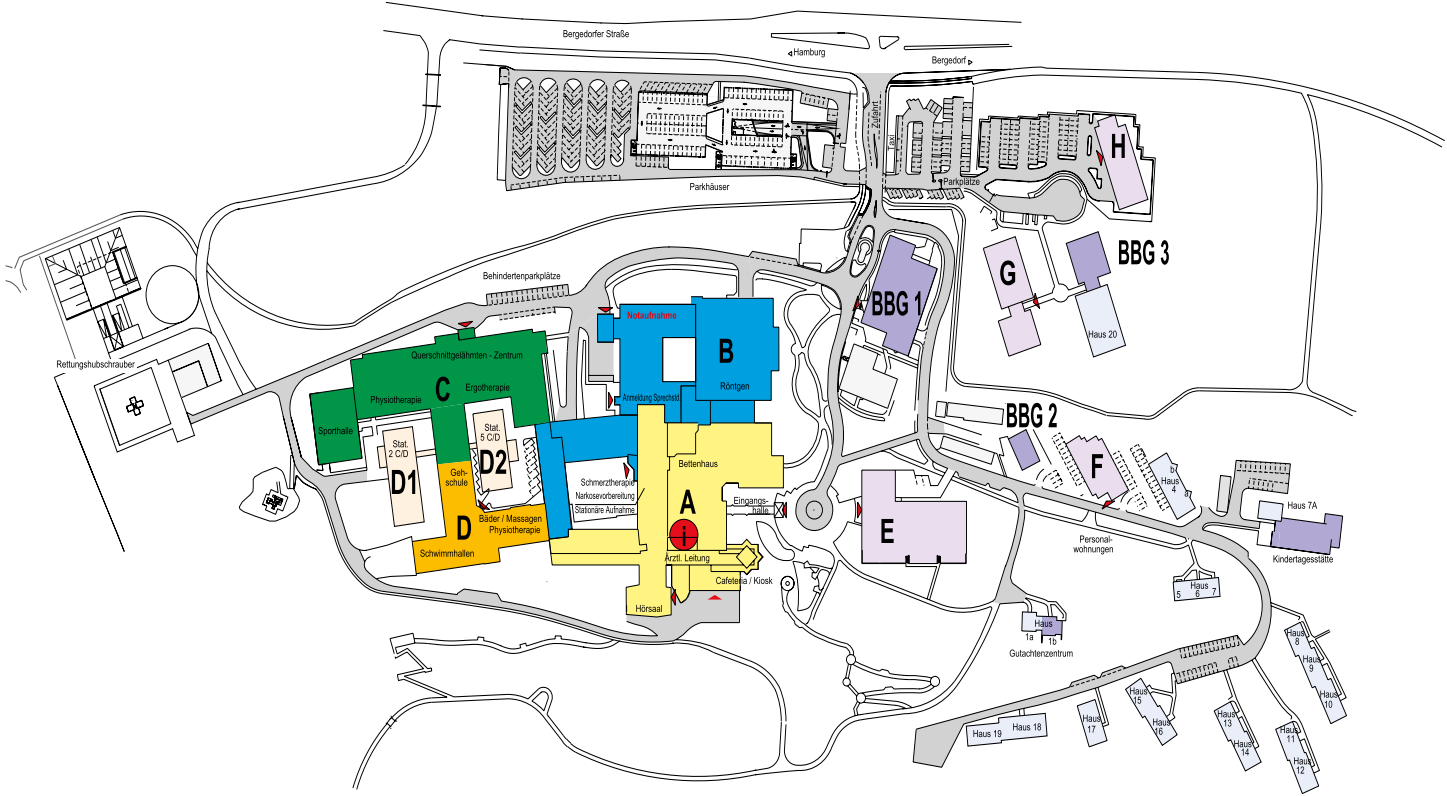 Bergedorfer Straße
Hamburg
Bergedorf
Zufahrt
Taxi
Parkplätze
Parkhäuser
H
BBG 3
G
Haus 20
BBG 1
Behindertenparkplätze
Rettungshubschrauber
Notaufnahme
B
Röntgen
Anmeldung Sprechstd.
Querschnittgelähmten - Zentrum
C
Ergotherapie
Physiotherapie
Sporthalle
Stat.
2 C/D
D1
Stat.
5 C/D
D2
Geh-
schule
D
Bäder / Massagen
Physiotherapie
Schwimmhallen
Bettenhaus
Schmerztherapie
Narkosevorbereitung
Stationäre Aufnahme
A
i
Eingangs-
halle
Ärztl. Leitung
Cafeteria / Kiosk
Hörsaal
E
BBG 2
F
b
Haus
4
a
Haus 7A
Kindertagesstätte
Personal-
wohnungen
Haus
5 6 7
Haus
1a 1b
Gutachtenzentrum
Haus
8
Haus
9
Haus
10
Haus
11
Haus
12
Haus
13
Haus
14
Haus
15
Haus
16
Haus
17
Haus 18
Haus 19